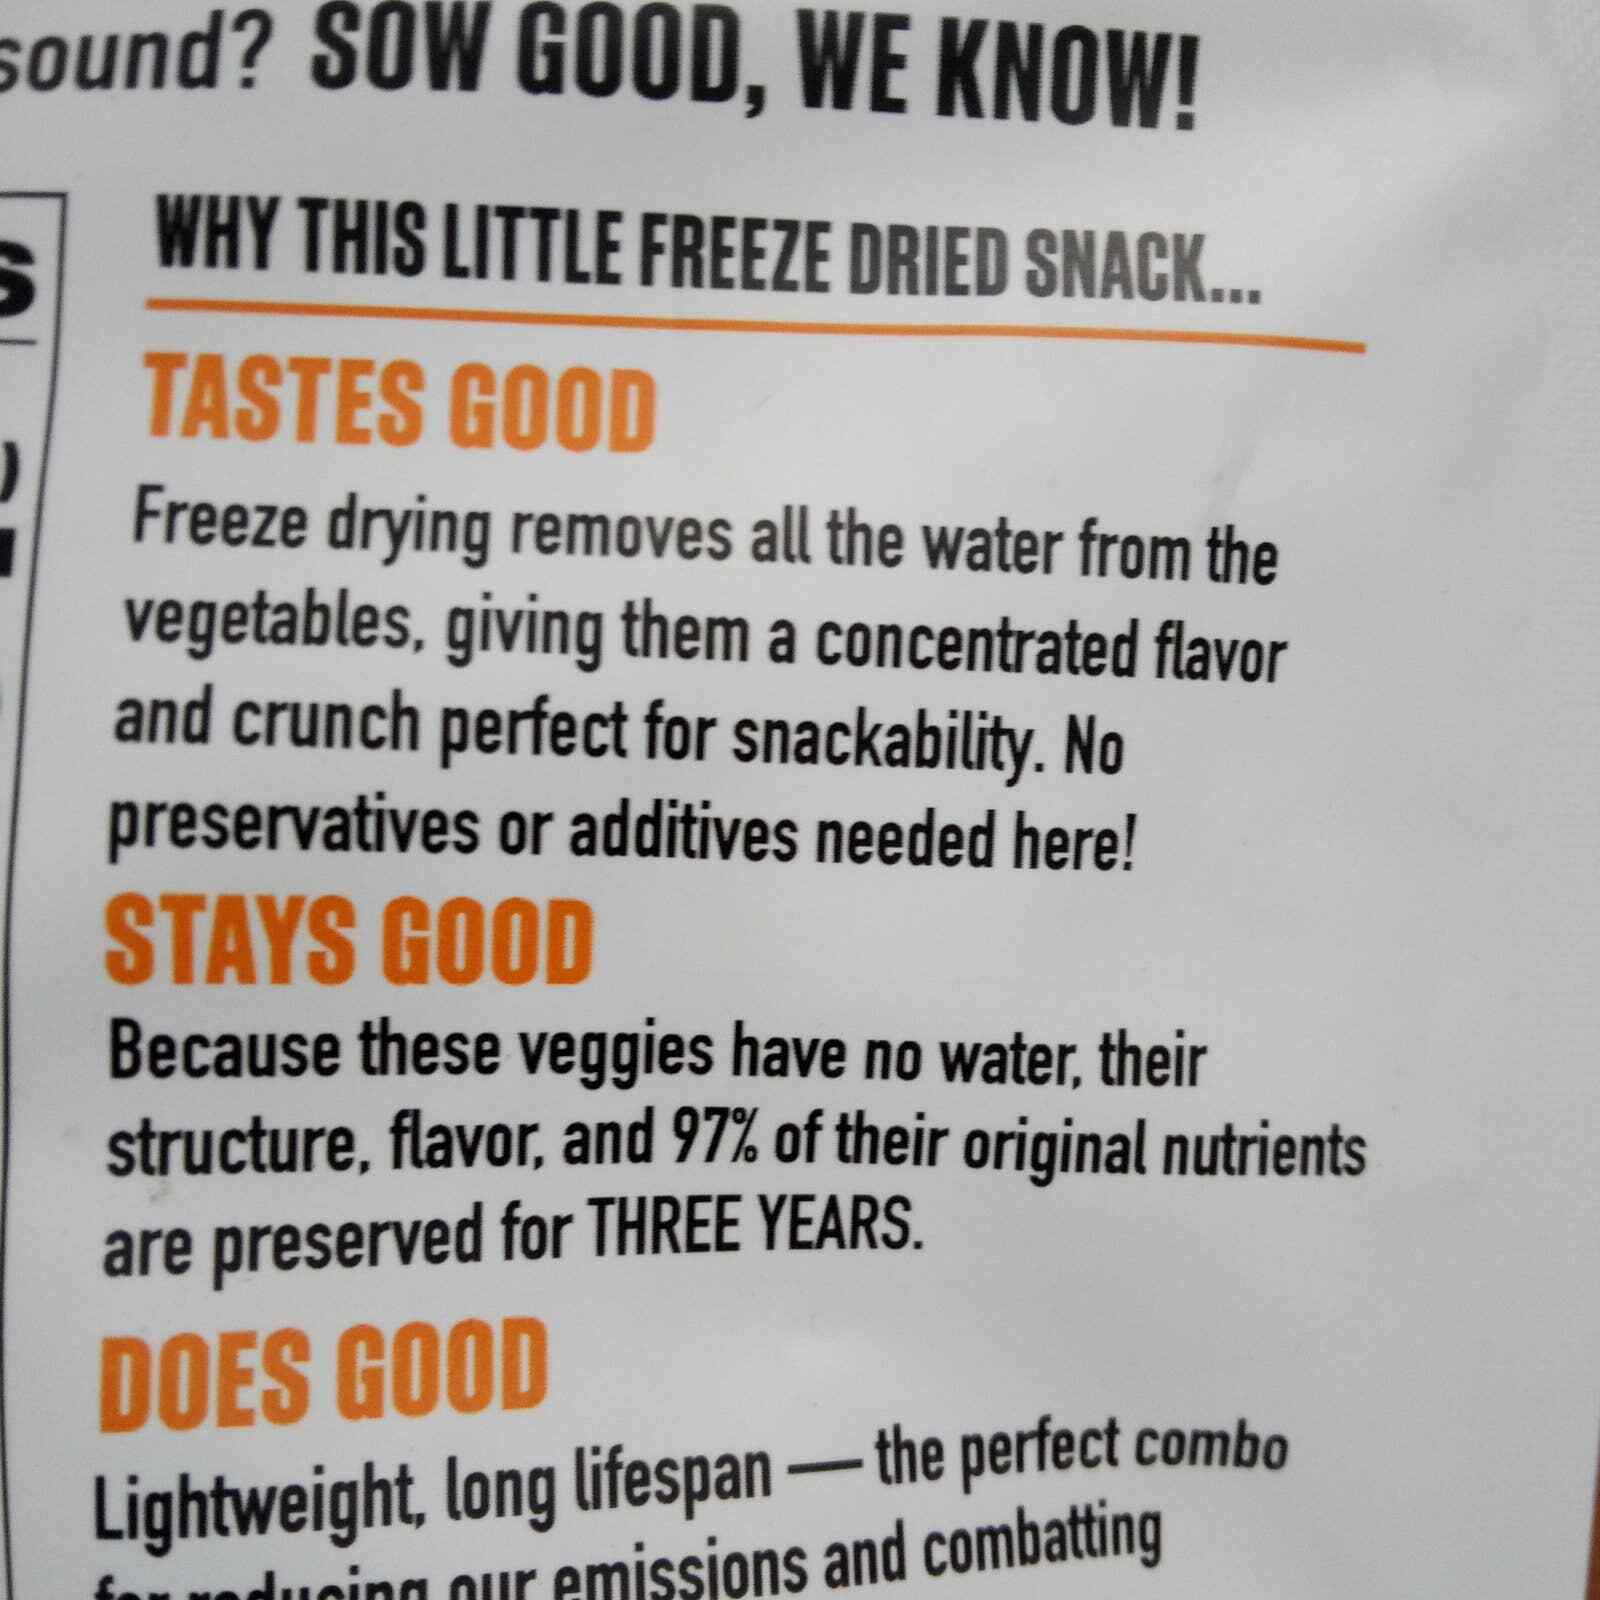 sound? SOW GOOD, WE KNOW!
WHY THIS LITTLE FREEZE DRIED SNACK...
TASTES GOOD
Freeze drying removes all the water from the
vegetables, giving them a concentrated flavor
and crunch perfect for snackability. No
preservatives or additives needed here!
STAYS GOOD
Because these veggies have no water, their
structure, flavor, and 97% of their original nutrients
are preserved for THREE YEARS.
DOES GOOD
Lightweight, long lifespan — the perfect combo
for reducing our emissions and combatting